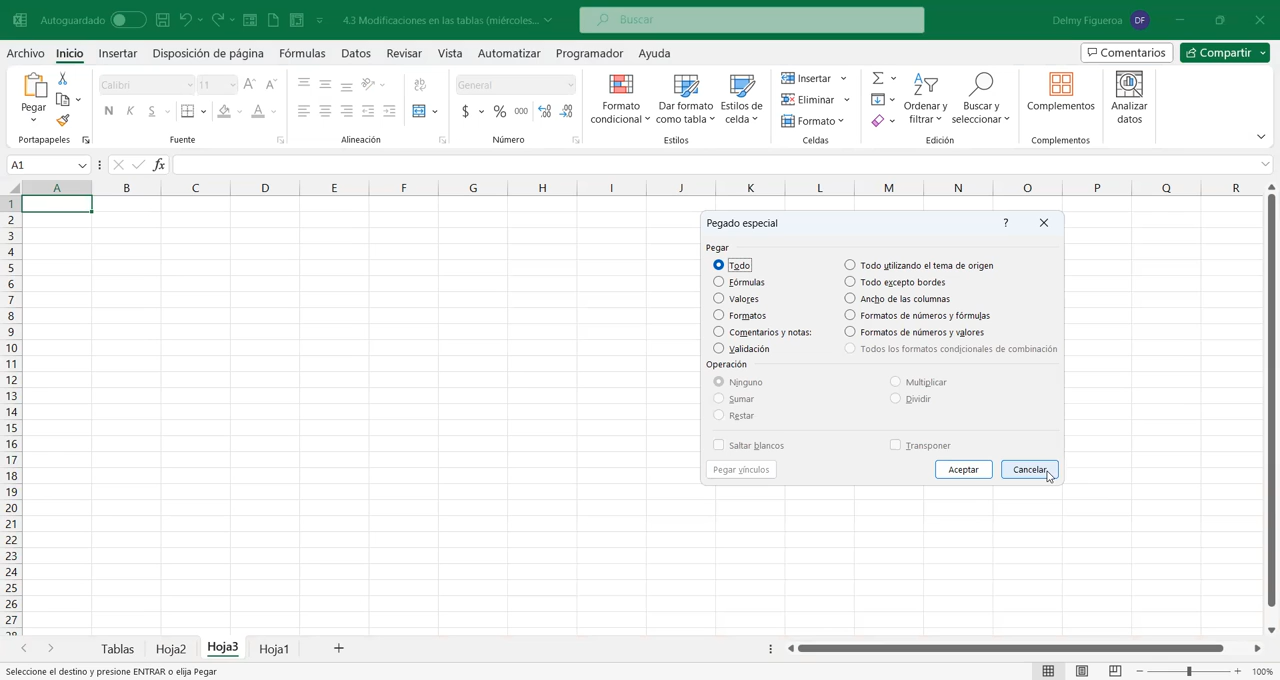 Autoguardado
4.3 Modificaciones en las tablas (miércoles...
Buscar
Delmy Figueroa
DF
Archivo Inicio Insertar Disposición de página Fórmulas Datos Revisar Vista Automatizar Programador Ayuda
Comentarios
Compartir
Pegar
Portapapeles
Calibri 11
N K S
Fuente
Alineación
General
$ % 000
Número
Formato condicional
Dar formato como tabla
Estilos de celda
Estilos
Insertar
Eliminar
Formato
Celdas
Ordenar y filtrar
Buscar y seleccionar
Edición
Complementos
Complementos
Analizar datos
A1
fx
A B C D E F G H I J K L M N O P Q R
1
2
3
4
5
6
7
8
9
10
11
12
13
14
15
16
17
18
19
20
21
22
23
24
25
26
27
28
Pegado especial
?
Pegar
Todo
Todo utilizando el tema de origen
Fórmulas
Todo excepto bordes
Valores
Ancho de las columnas
Formatos
Formatos de números y fórmulas
Comentarios y notas:
Formatos de números y valores
Validación
Todos los formatos condicionales de combinación
Operación
Ninguno
Multiplicar
Sumar
Dividir
Restar
Saltar blancos
Transponer
Pegar vínculos
Aceptar
Cancelar
Tablas Hoja2 Hoja3 Hoja1
Seleccione el destino y presione ENTRAR o elija Pegar
100%